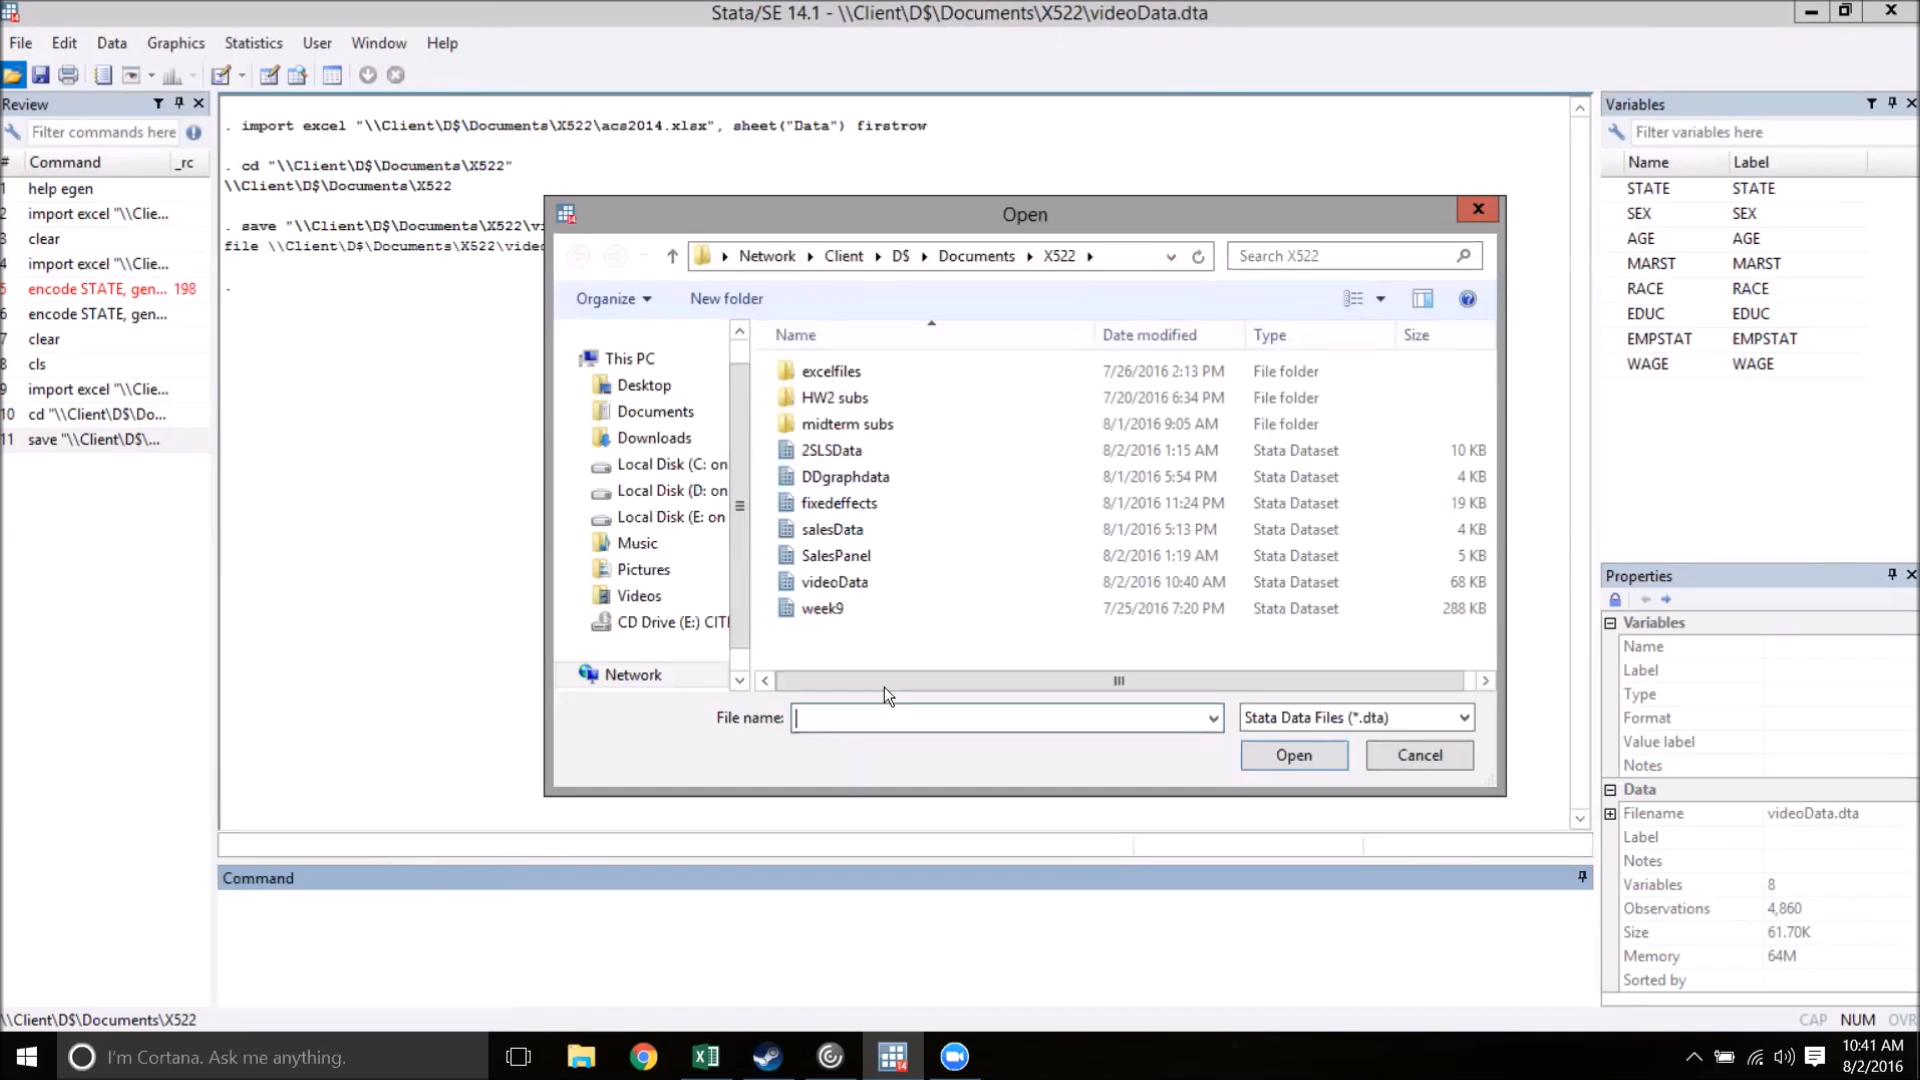 Stata/SE 14.1 - \\Client\D$\Documents\X522\videoData.dta
File Edit Data Graphics Statistics User Window Help
Review
Filter commands here
# Command _rc
1 help egen
2 import excel "\\Clie...
3 clear
4 import excel "\\Clie...
5 encode STATE, gen... 198
6 encode STATE, gen...
7 clear
8 cls
9 import excel "\\Clie...
10 cd "\\Client\D$\Do...
11 save "\\Client\D$\...
. import excel "\\Client\D$\Documents\X522\acs2014.xlsx", sheet("Data") firstrow
. cd "\\Client\D$\Documents\X522"
\\Client\D$\Documents\X522
. save "\\Client\D$\Documents\X522\vi
file \\Client\D$\Documents\X522\video
.
Open
Network Client D$ Documents X522
Search X522
Organize New folder
This PC
Desktop
Documents
Downloads
Local Disk (C: on
Local Disk (D: on
Local Disk (E: on
Music
Pictures
Videos
CD Drive (E:) CIT
Network
Name Date modified Type Size
excelfiles 7/26/2016 2:13 PM File folder
HW2 subs 7/20/2016 6:34 PM File folder
midterm subs 8/1/2016 9:05 AM File folder
2SLSData 8/2/2016 1:15 AM Stata Dataset 10 KB
DDgraphdata 8/1/2016 5:54 PM Stata Dataset 4 KB
fixedeffects 8/1/2016 11:24 PM Stata Dataset 19 KB
salesData 8/1/2016 5:13 PM Stata Dataset 4 KB
SalesPanel 8/2/2016 1:19 AM Stata Dataset 5 KB
videoData 8/2/2016 10:40 AM Stata Dataset 68 KB
week9 7/25/2016 7:20 PM Stata Dataset 288 KB
File name: Stata Data Files (*.dta)
Open Cancel
Command
Variables
Filter variables here
Name Label
STATE STATE
SEX SEX
AGE AGE
MARST MARST
RACE RACE
EDUC EDUC
EMPSTAT EMPSTAT
WAGE WAGE
Properties
Variables
Name
Label
Type
Format
Value label
Notes
Data
Filename videoData.dta
Label
Notes
Variables 8
Observations 4,860
Size 61.70K
Memory 64M
Sorted by
\\Client\D$\Documents\X522
CAP NUM OVR
I'm Cortana. Ask me anything.
14
10:41 AM
8/2/2016